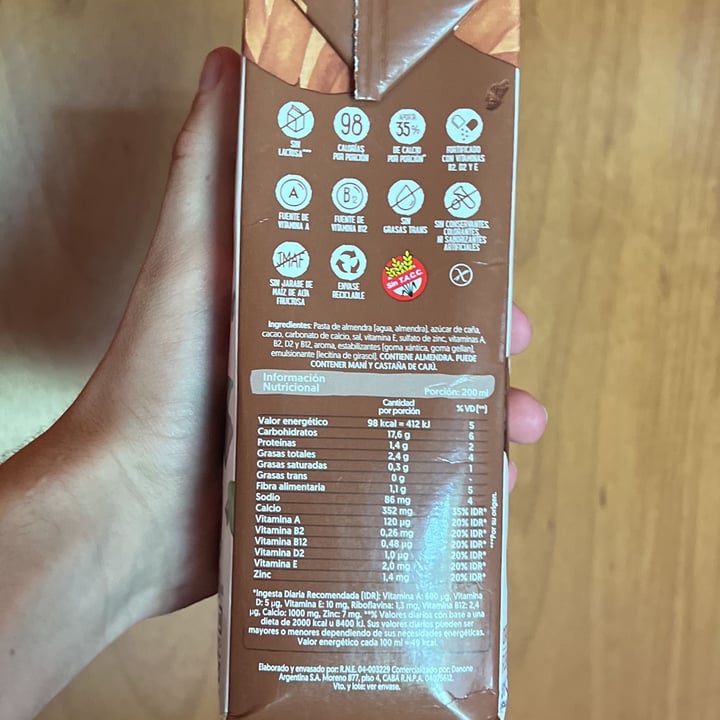 SIN
LACTOSA***
98
CALORÍAS
POR PORCIÓN
APORTA
35%
DE CALCIO
POR PORCIÓN*
FORTIFICADO
CON VITAMINAS
B2, D2 Y E
A
FUENTE DE
VITAMINA A
B12
FUENTE DE
VITAMINA B12
SIN
GRASAS TRANS
SIN CONSERVANTES,
COLORANTES,
NI SABORIZANTES
ARTIFICIALES
JMAF
SIN JARABE DE
MAÍZ DE ALTA
FRUCTOSA
ENVASE
RECICLABLE
Sin T.A.C.C.
Ingredientes: Pasta de almendra [agua, almendra], azúcar de caña,
cacao, carbonato de calcio, sal, vitamina E, sulfato de zinc, vitaminas A,
B2, D2 y B12, aroma, estabilizantes [goma xántica, goma gellan],
emulsionante [lecitina de girasol]. CONTIENE ALMENDRA. PUEDE
CONTENER MANÍ Y CASTAÑA DE CAJÚ.
Información
Nutricional
Porción: 200 ml
Cantidad
por porción
% VD[**]
Valor energético 98 kcal = 412 kJ 5
Carbohidratos 17,6 g 6
Proteínas 1,4 g 2
Grasas totales 2,4 g 4
Grasas saturadas 0,3 g 1
Grasas trans 0 g -
Fibra alimentaria 1,1 g 5
Sodio 86 mg 4
Calcio 352 mg 35% IDR*
Vitamina A 120 µg 20% IDR*
Vitamina B2 0,26 mg 20% IDR*
Vitamina B12 0,48 µg 20% IDR*
Vitamina D2 1,0 µg 20% IDR*
Vitamina E 2,0 mg 20% IDR*
Zinc 1,4 mg 20% IDR*
***Por su origen.
*Ingesta Diaria Recomendada [IDR]: Vitamina A: 600 µg, Vitamina
D: 5 µg, Vitamina E: 10 mg, Riboflavina: 1,3 mg, Vitamina B12: 2,4
µg, Calcio: 1000 mg, Zinc: 7 mg. **% Valores diarios con base a una
dieta de 2000 kcal u 8400 kJ. Sus valores diarios pueden ser
mayores o menores dependiendo de sus necesidades energéticas.
Valor energético cada 100 ml = 49 kcal.
Elaborado y envasado por: R.N.E. 04-003229 Comercializado por: Danone
Argentina S.A. Moreno 877, piso 4, CABA R.N.P.A. 04075612.
Vto. y lote: ver envase.